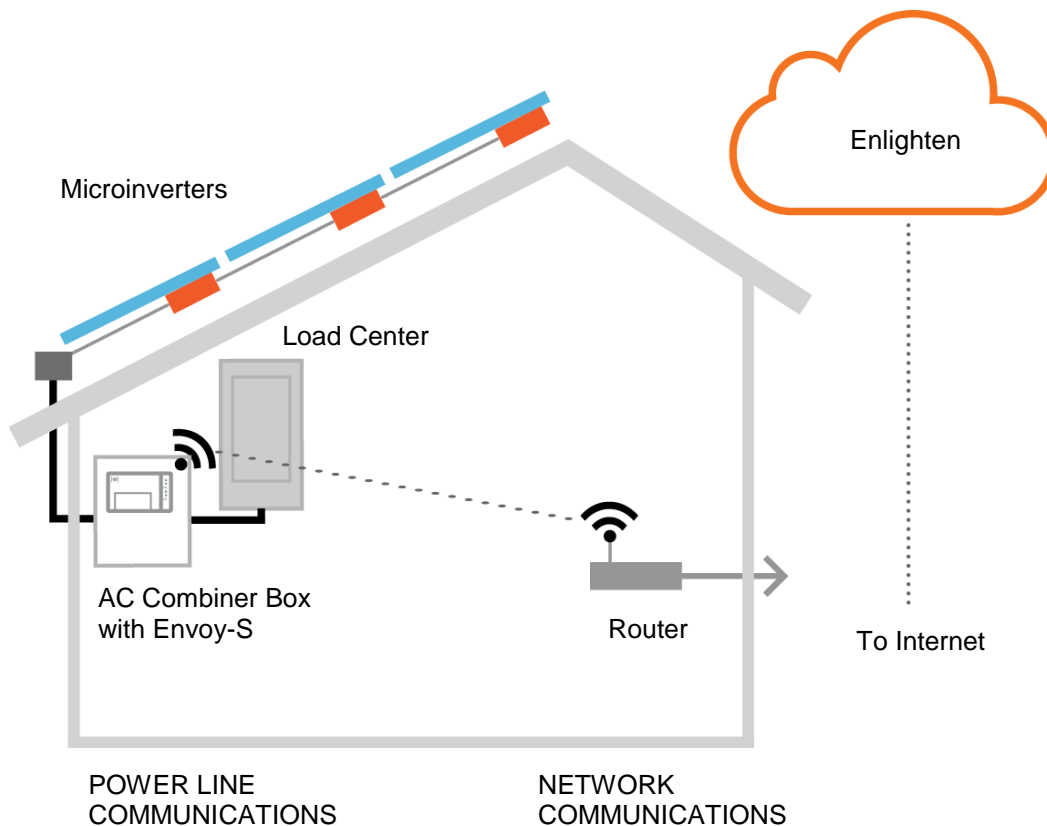 Enlighten
Microinverters
Load Center
AC Combiner Box
with Envoy-S
Router
To Internet
POWER LINE
COMMUNICATIONS
NETWORK
COMMUNICATIONS